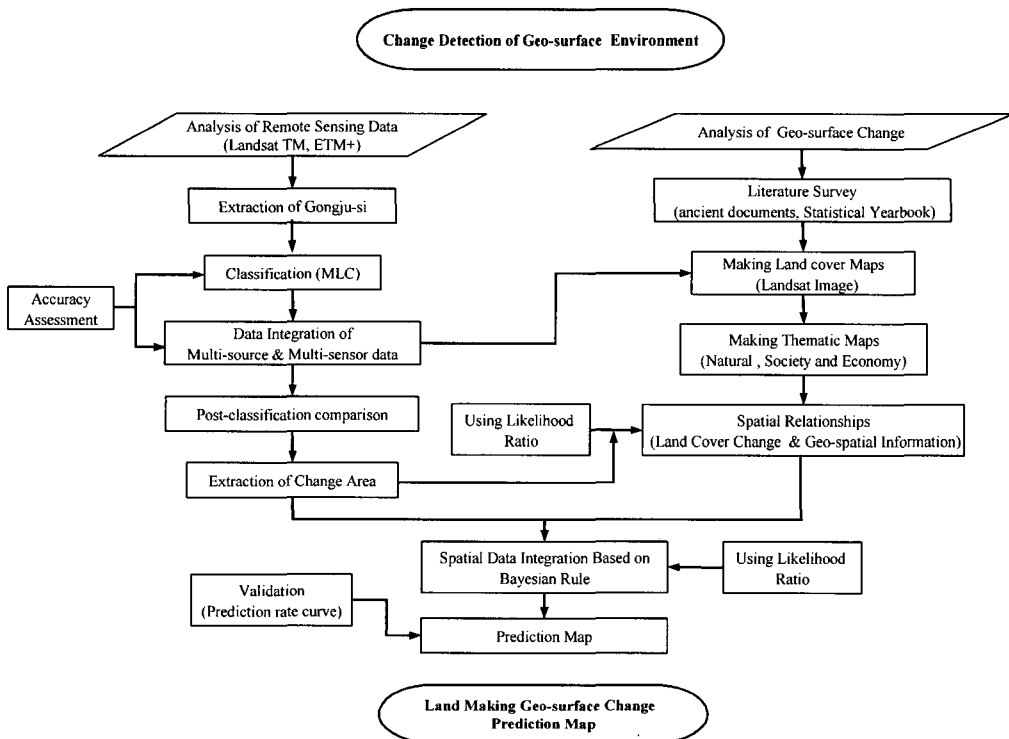 Change Detection of Geo-surface Environment
Analysis of Remote Sensing Data
(Landsat TM, ETM+)
Analysis of Geo-surface Change
Extraction of Gongju-si
Literature Survey
(ancient documents, Statistical Yearbook)
Classification (MLC)
Making Land cover Maps
(Landsat Image)
Accuracy
Assessment
Data Integration of
Multi-source & Multi-sensor data
Making Thematic Maps
(Natural , Society and Economy)
Post-classification comparison
Using Likelihood
Ratio
Spatial Relationships
(Land Cover Change & Geo-spatial Information)
Extraction of Change Area
Spatial Data Integration Based on
Bayesian Rule
Using Likelihood
Ratio
Validation
(Prediction rate curve)
Prediction Map
Land Making Geo-surface Change
Prediction Map